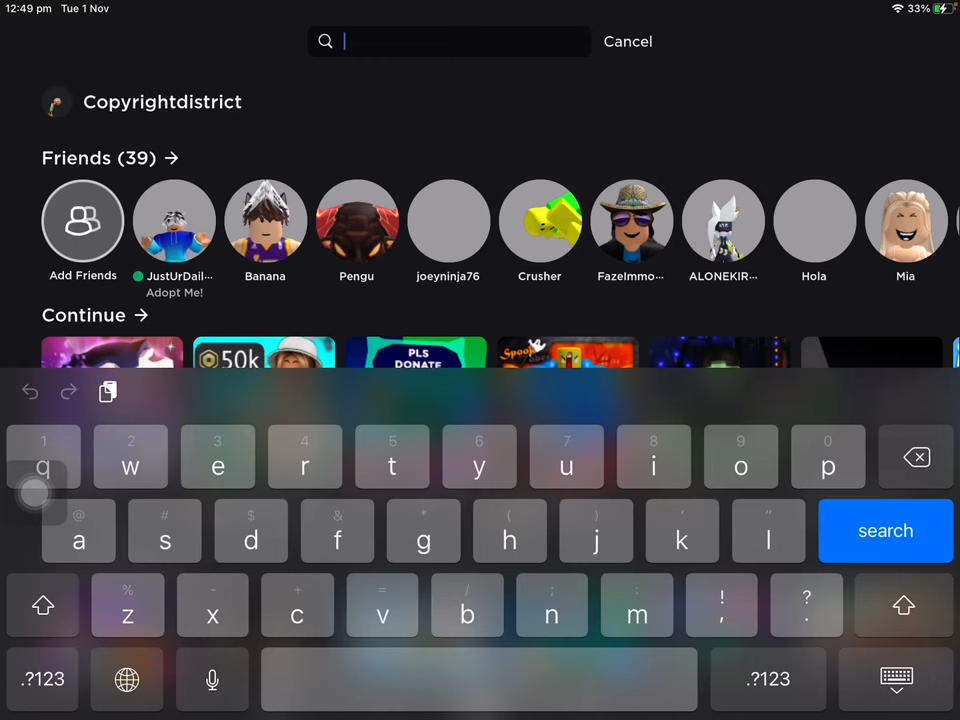 12:49 pm Tue 1 Nov 33%
Cancel
Copyrightdistrict
Friends (39) →
Add Friends JustUrDail... Banana Pengu joeyninja76 Crusher FazeImmo... ALONEKIR... Hola Mia
Adopt Me!
Continue →
50k PLS DONATE Spook
1 2 3 4 5 6 7 8 9 0
q w e r t y u i o p
@ # $ & * ( ) ' "
a s d f g h j k l search
% - + = / ; : ! ?
z x c v b n m , .
.?123 .?123